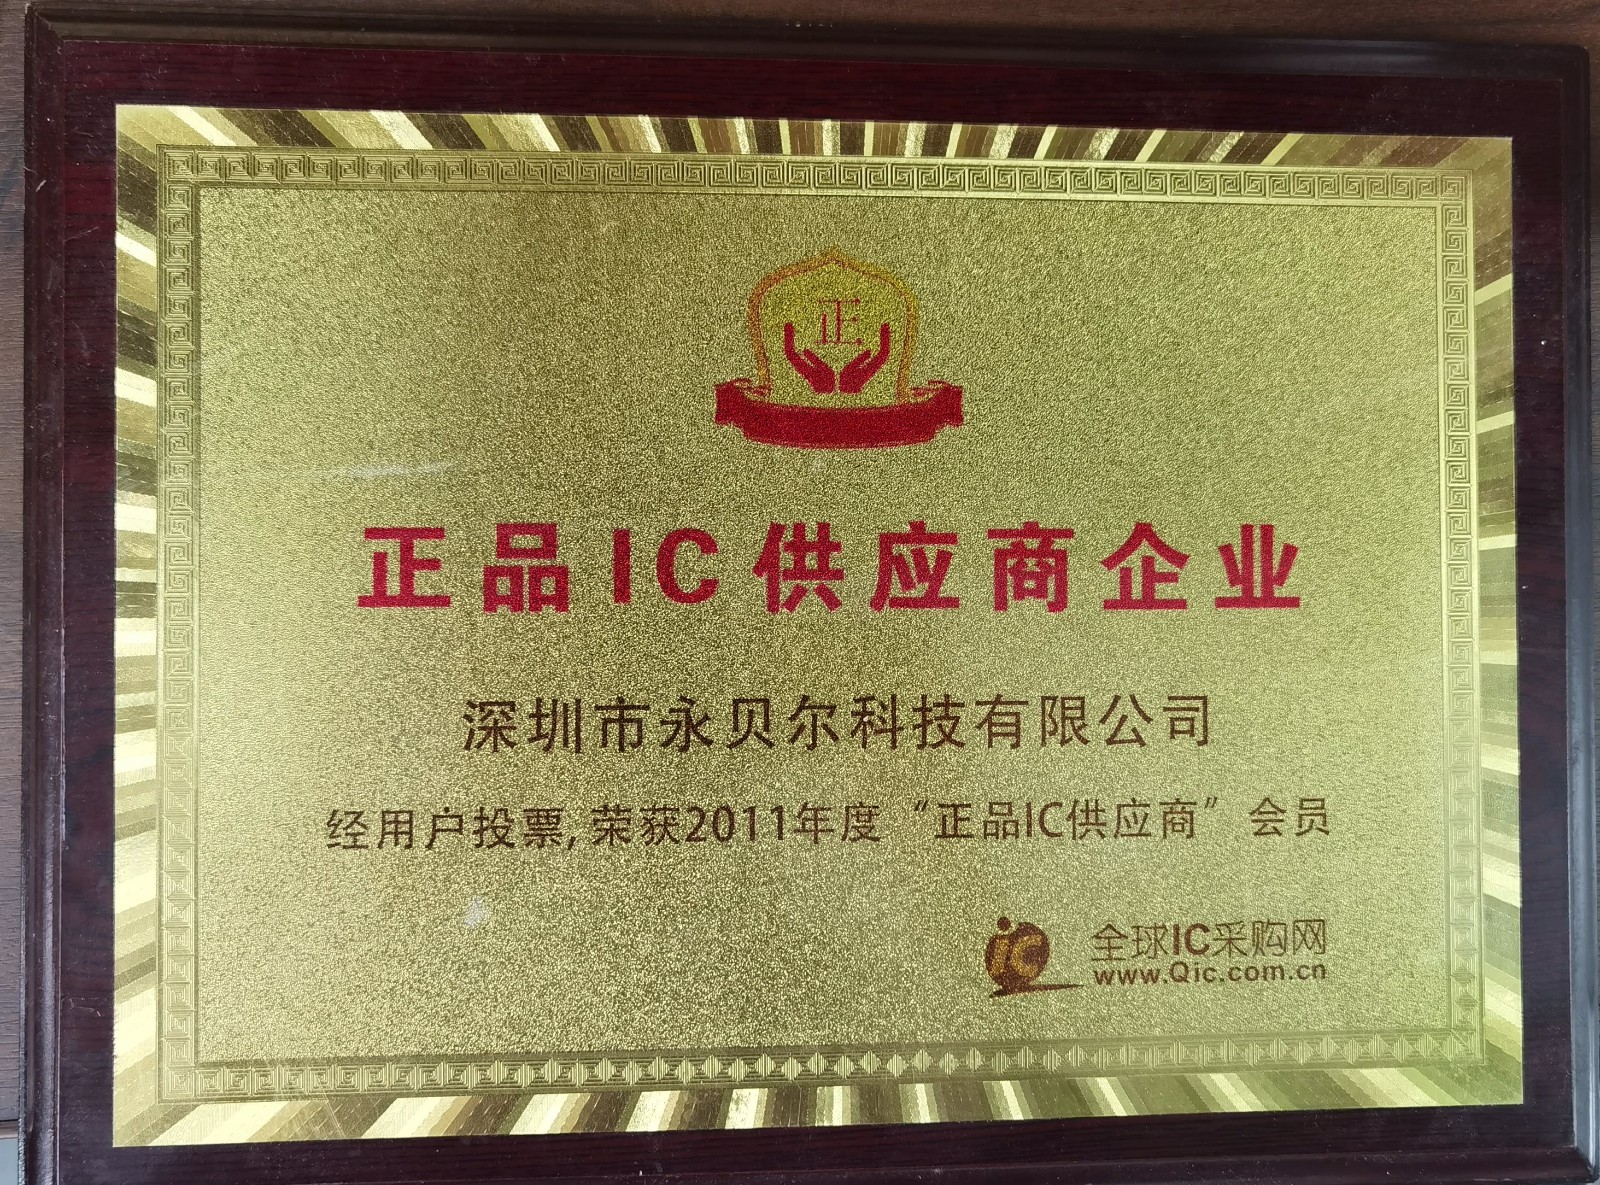 正
正品IC供应商企业
深圳市永贝尔科技有限公司
经用户投票,荣获2011年度“正品IC供应商”会员
ic
全球IC采购网
www.Qic.com.cn